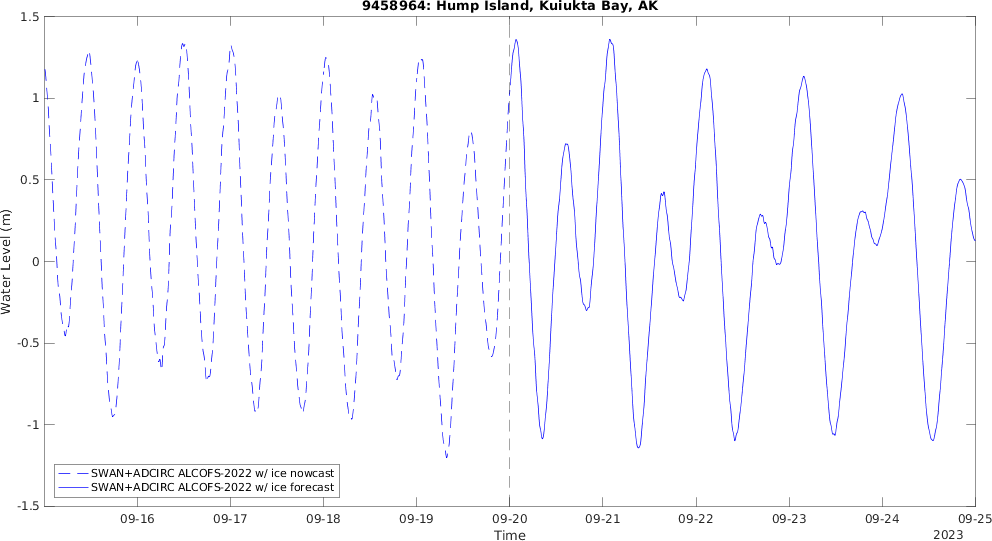 9458964: Hump Island, Kuiukta Bay, AK
1.5
1
0.5
0
-0.5
-1
-1.5
Water Level (m)
SWAN+ADCIRC ALCOFS-2022 w/ ice nowcast
SWAN+ADCIRC ALCOFS-2022 w/ ice forecast
09-16 09-17 09-18 09-19 09-20 09-21 09-22 09-23 09-24 09-25
Time
2023